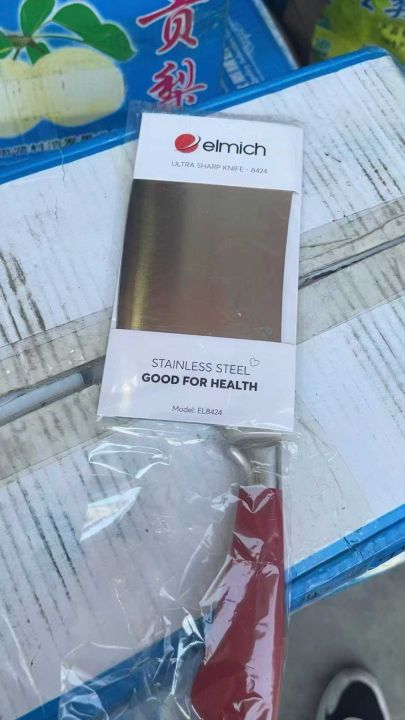 贡梨
elmich
ULTRA SHARP KNIFE - 8424
STAINLESS STEEL
GOOD FOR HEALTH
Model: EL8424